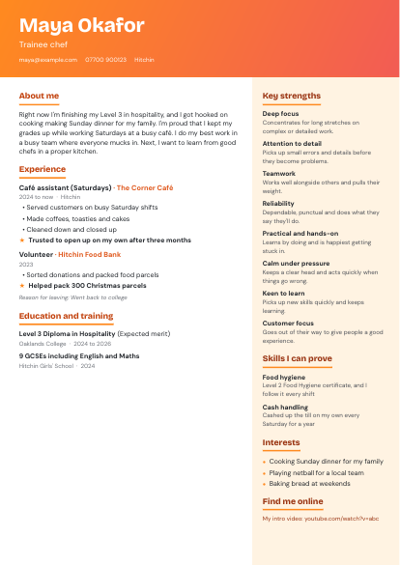 Maya Okafor
Trainee chef
maya@example.com 07700 900123 Hitchin
About me
Right now I'm finishing my Level 3 in hospitality, and I got hooked on
cooking making Sunday dinner for my family. I'm proud that I kept my
grades up while working Saturdays at a busy café. I do my best work in
a busy team where everyone mucks in. Next, I want to learn from good
chefs in a proper kitchen.
Experience
Café assistant (Saturdays) · The Corner Café
2024 to now · Hitchin
• Served customers on busy Saturday shifts
• Made coffees, toasties and cakes
• Cleaned down and closed up
★ Trusted to open up on my own after three months
Volunteer · Hitchin Food Bank
2023
• Sorted donations and packed food parcels
★ Helped pack 300 Christmas parcels
Reason for leaving: Went back to college
Education and training
Level 3 Diploma in Hospitality (Expected merit)
Oaklands College · 2024 to 2026
9 GCSEs including English and Maths
Hitchin Girls' School · 2024
Key strengths
Deep focus
Concentrates for long stretches on
complex or detailed work.
Attention to detail
Picks up small errors and details before
they become problems.
Teamwork
Works well alongside others and pulls their
weight.
Reliability
Dependable, punctual and does what they
say they'll do.
Practical and hands-on
Learns by doing and is happiest getting
stuck in.
Calm under pressure
Keeps a clear head and acts quickly when
things go wrong.
Keen to learn
Picks up new skills quickly and keeps
learning.
Customer focus
Goes out of their way to give people a good
experience.
Skills I can prove
Food hygiene
Level 2 Food Hygiene certificate, and I
follow it every shift
Cash handling
Cashed up the till on my own every
Saturday for a year
Interests
• Cooking Sunday dinner for my family
• Playing netball for a local team
• Baking bread at weekends
Find me online
My intro video: youtube.com/watch?v=abc